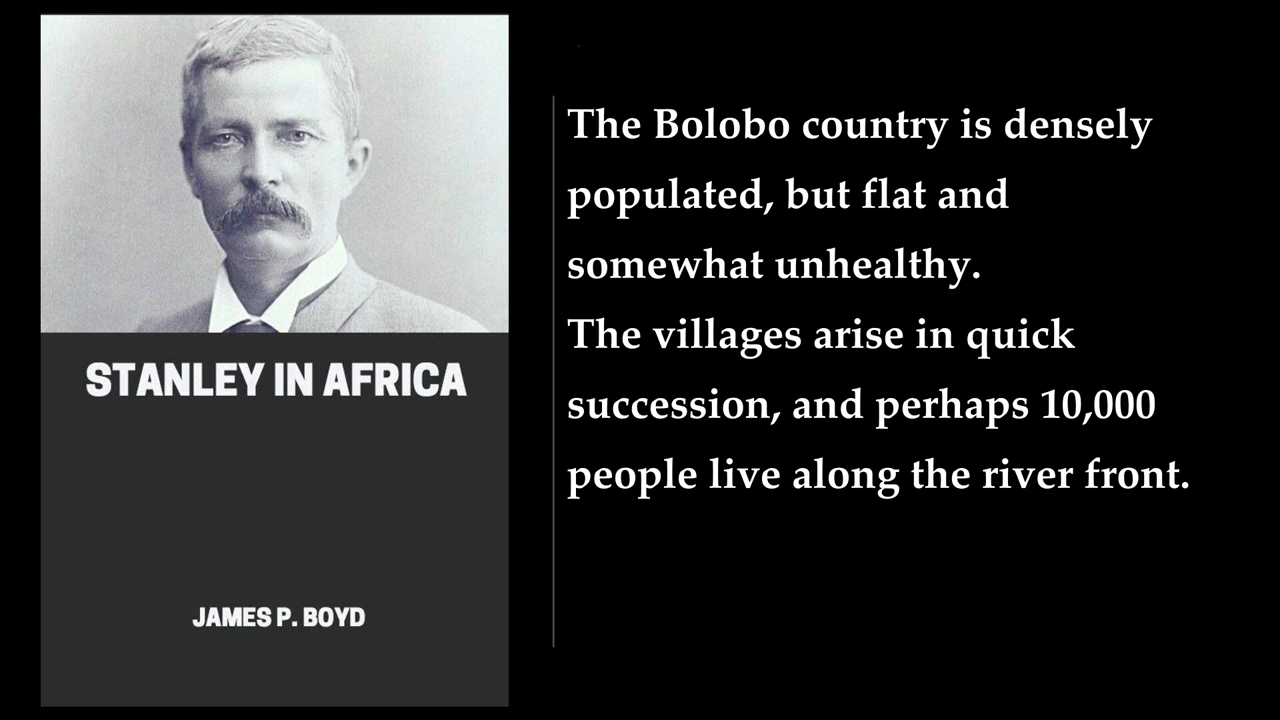 STANLEY IN AFRICA
JAMES P. BOYD
The Bolobo country is densely
populated, but flat and
somewhat unhealthy.
The villages arise in quick
succession, and perhaps 10,000
people live along the river front.